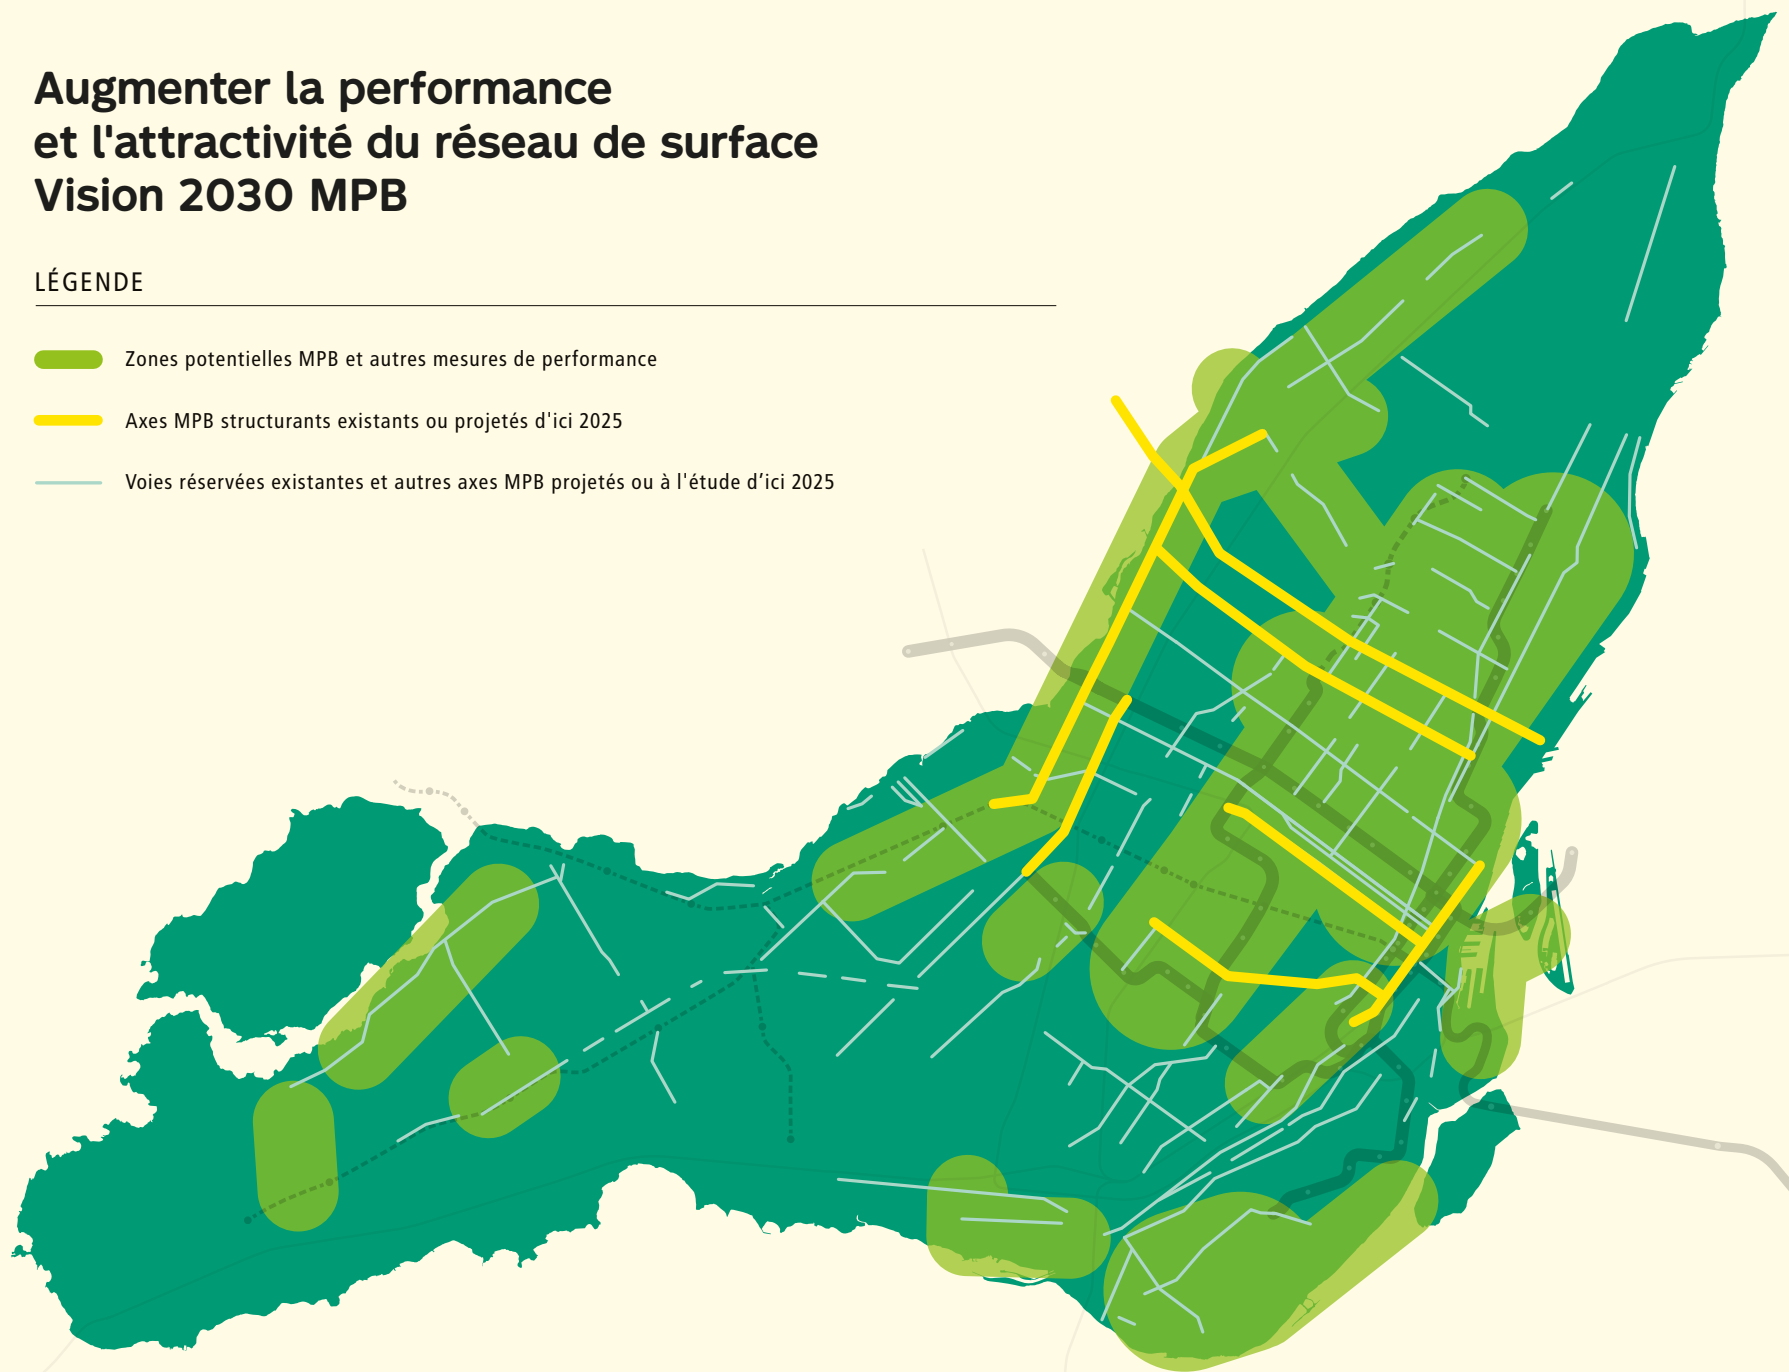 Augmenter la performance
et l'attractivité du réseau de surface
Vision 2030 MPB
LÉGENDE
Zones potentielles MPB et autres mesures de performance
Axes MPB structurants existants ou projetés d'ici 2025
Voies réservées existantes et autres axes MPB projetés ou à l'étude d’ici 2025